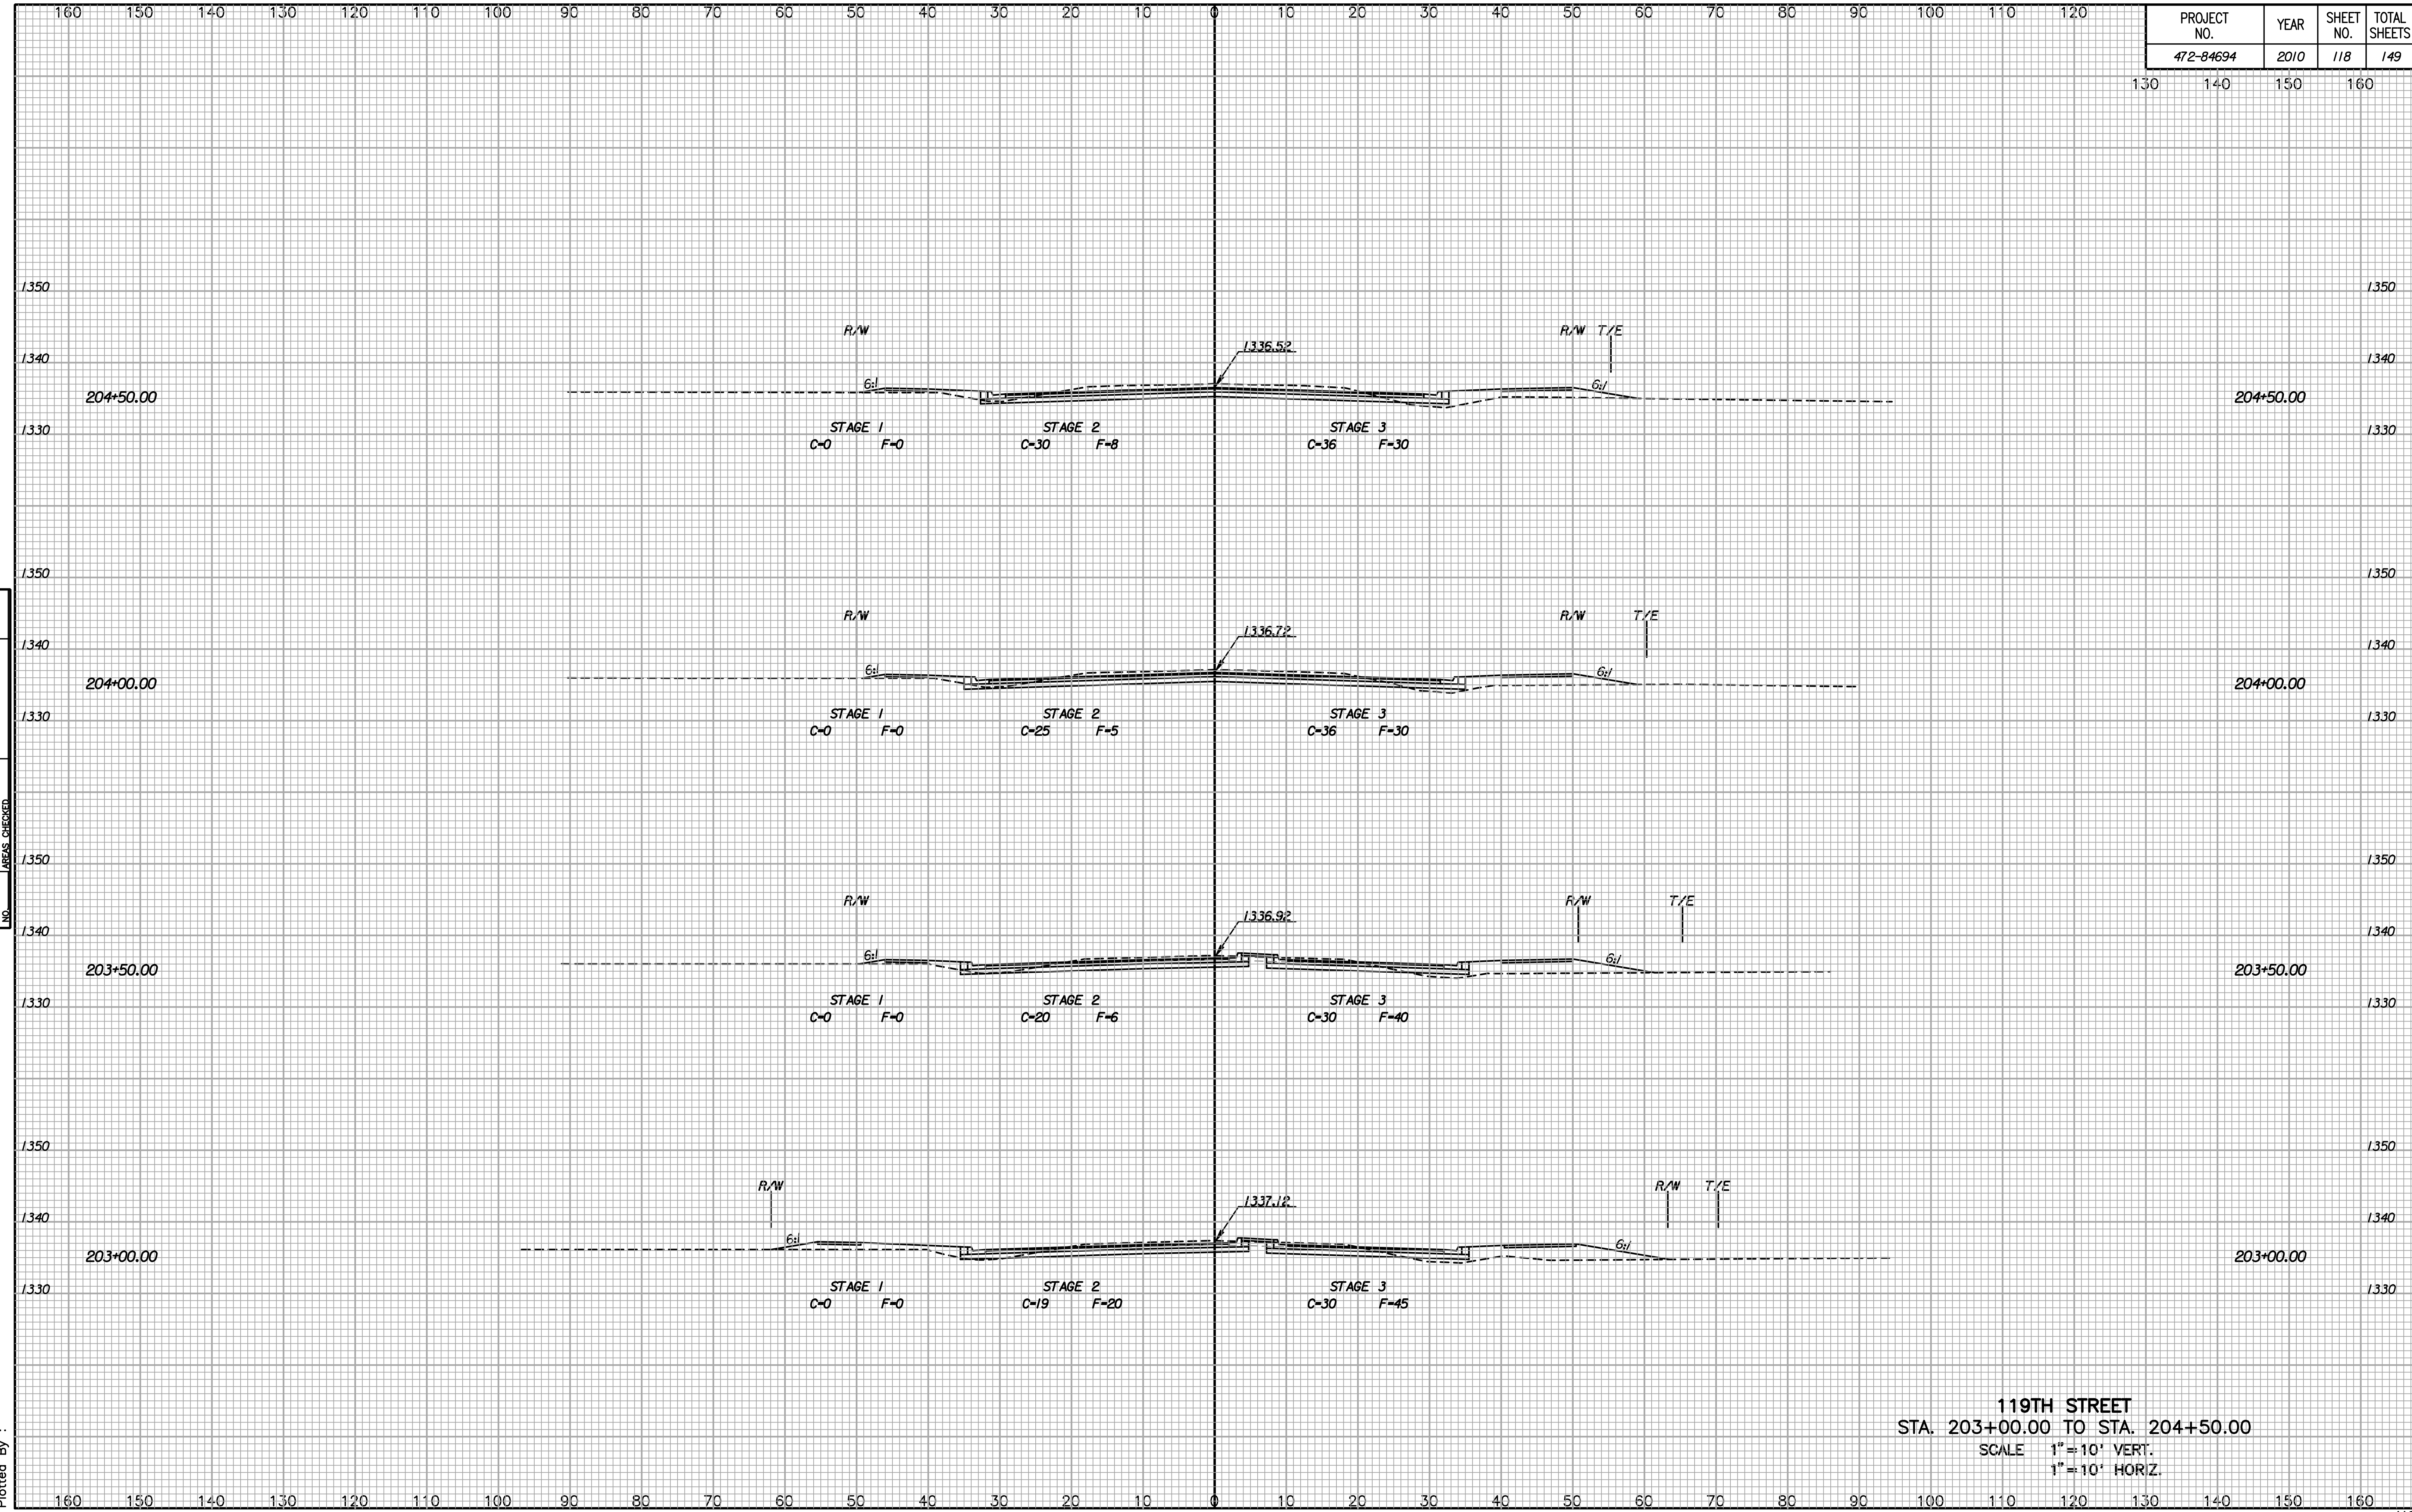 160 150 140 130 120 110 100 90 80 70 60 50 40 30 20 10 0 10 20 30 40 50 60 70 80 90 100 110 120
PROJECT NO. YEAR SHEET NO. TOTAL SHEETS
472-84694 2010 118 149
130 140 150 160
1350 1350
R/W R/W T/E
1336.52
1340 1340
6:1 6:1
204+50.00 204+50.00
1330 1330
STAGE 1 STAGE 2 STAGE 3
C=0 F=0 C=30 F=8 C=36 F=30
1350 1350
R/W R/W T/E
1336.72
1340 1340
6:1 6:1
204+00.00 204+00.00
1330 1330
STAGE 1 STAGE 2 STAGE 3
C=0 F=0 C=25 F=5 C=36 F=30
1350 1350
R/W R/W T/E
1336.92
1340 1340
6:1 6:1
203+50.00 203+50.00
1330 1330
STAGE 1 STAGE 2 STAGE 3
C=0 F=0 C=20 F=6 C=30 F=40
1350 1350
R/W R/W T/E
1337.12
1340 1340
6:1 6:1
203+00.00 203+00.00
1330 1330
STAGE 1 STAGE 2 STAGE 3
C=0 F=0 C=19 F=20 C=30 F=45
119TH STREET
STA. 203+00.00 TO STA. 204+50.00
SCALE 1"=10' VERT.
1"=10' HORIZ.
160 150 140 130 120 110 100 90 80 70 60 50 40 30 20 10 0 10 20 30 40 50 60 70 80 90 100 110 120 130 140 150 160
AREAS CHECKED
NO.
Plotted By :